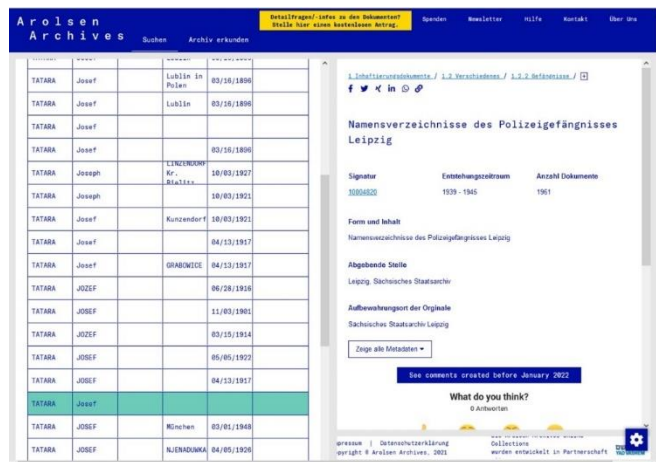 Arolsen
Archives
Suchen
Archiv erkunden
Detailfragen/-infos zu den Dokumenten?
Stelle hier einen kostenlosen Antrag.
Spenden
Newsletter
Hilfe
Kontakt
Über Uns
TATARA Josef Lublin in Polen 03/16/1896
TATARA Josef Lublin 03/16/1896
TATARA Josef
TATARA Josef 03/16/1896
TATARA Joseph LINZENDORF Kr. Bielitz 10/03/1927
TATARA Joseph 10/03/1921
TATARA Josef Kunzendorf 10/03/1921
TATARA Josef 04/13/1917
TATARA Josef GRABOWICE 04/13/1917
TATARA JOZEF 06/28/1916
TATARA JOSEF 11/03/1901
TATARA JOZEF 03/15/1914
TATARA JOSEF 05/05/1922
TATARA JOSEF 04/13/1917
TATARA Josef
TATARA JOSEF München 03/01/1948
TATARA JOSEF NJENADUWKA 04/05/1926
1 Inhaftierungsdokumente / 1.2 Verschiedenes / 1.2.2 Gefängnisse /
Namensverzeichnisse des Polizeigefängnisses
Leipzig
Signatur Entstehungszeitraum Anzahl Dokumente
10804820 1939 - 1945 1961
Form und Inhalt
Namensverzeichnisse des Polizeigefängnisses Leipzig
Abgebende Stelle
Leipzig, Sächsisches Staatsarchiv
Aufbewahrungsort der Orginale
Sächsisches Staatsarchiv Leipzig
Zeige alle Metadaten
See comments created before January 2022
What do you think?
0 Antworten
pressum | Datenschutzerklärung
opyright © Arolsen Archives, 2021
Collections
wurden entwickelt in Partnerschaft